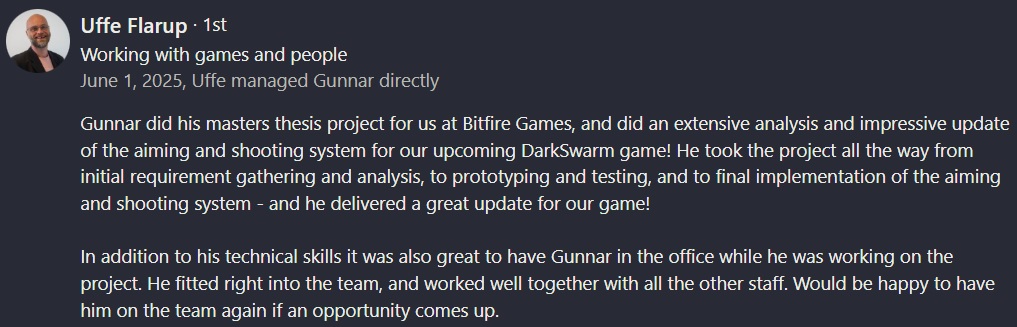 Uffe Flarup · 1st
Working with games and people
June 1, 2025, Uffe managed Gunnar directly
Gunnar did his masters thesis project for us at Bitfire Games, and did an extensive analysis and impressive update
of the aiming and shooting system for our upcoming DarkSwarm game! He took the project all the way from
initial requirement gathering and analysis, to prototyping and testing, and to final implementation of the aiming
and shooting system - and he delivered a great update for our game!
In addition to his technical skills it was also great to have Gunnar in the office while he was working on the
project. He fitted right into the team, and worked well together with all the other staff. Would be happy to have
him on the team again if an opportunity comes up.